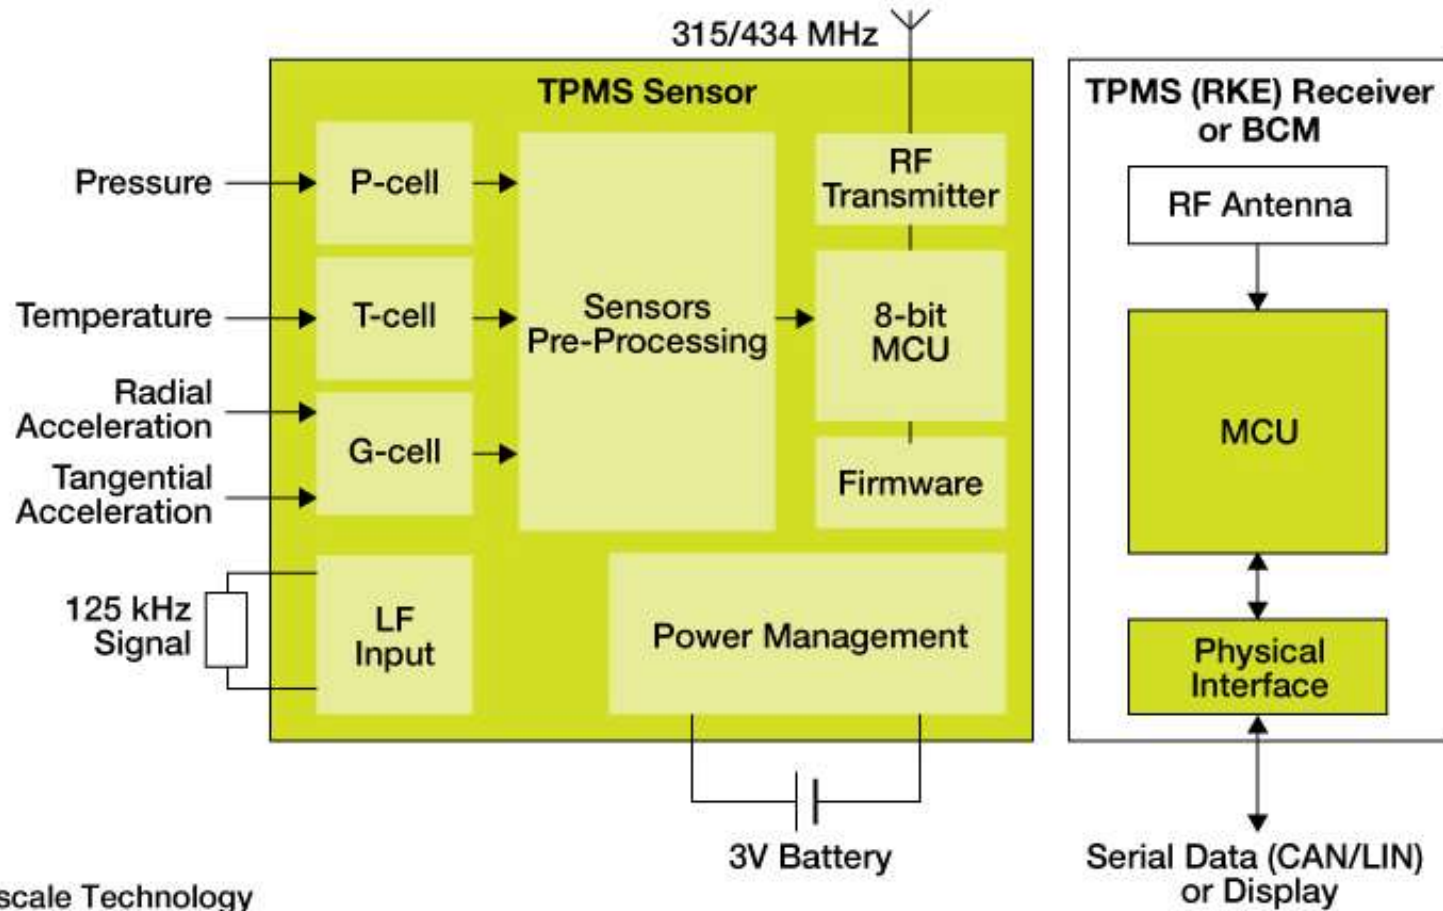 315/434 MHz
TPMS Sensor
Pressure
P-cell
Temperature
T-cell
Radial
Acceleration
G-cell
Tangential
Acceleration
Sensors
Pre-Processing
RF
Transmitter
8-bit
MCU
Firmware
125 kHz
Signal
LF
Input
Power Management
3V Battery
TPMS (RKE) Receiver
or BCM
RF Antenna
MCU
Physical
Interface
Serial Data (CAN/LIN)
or Display
scale Technology